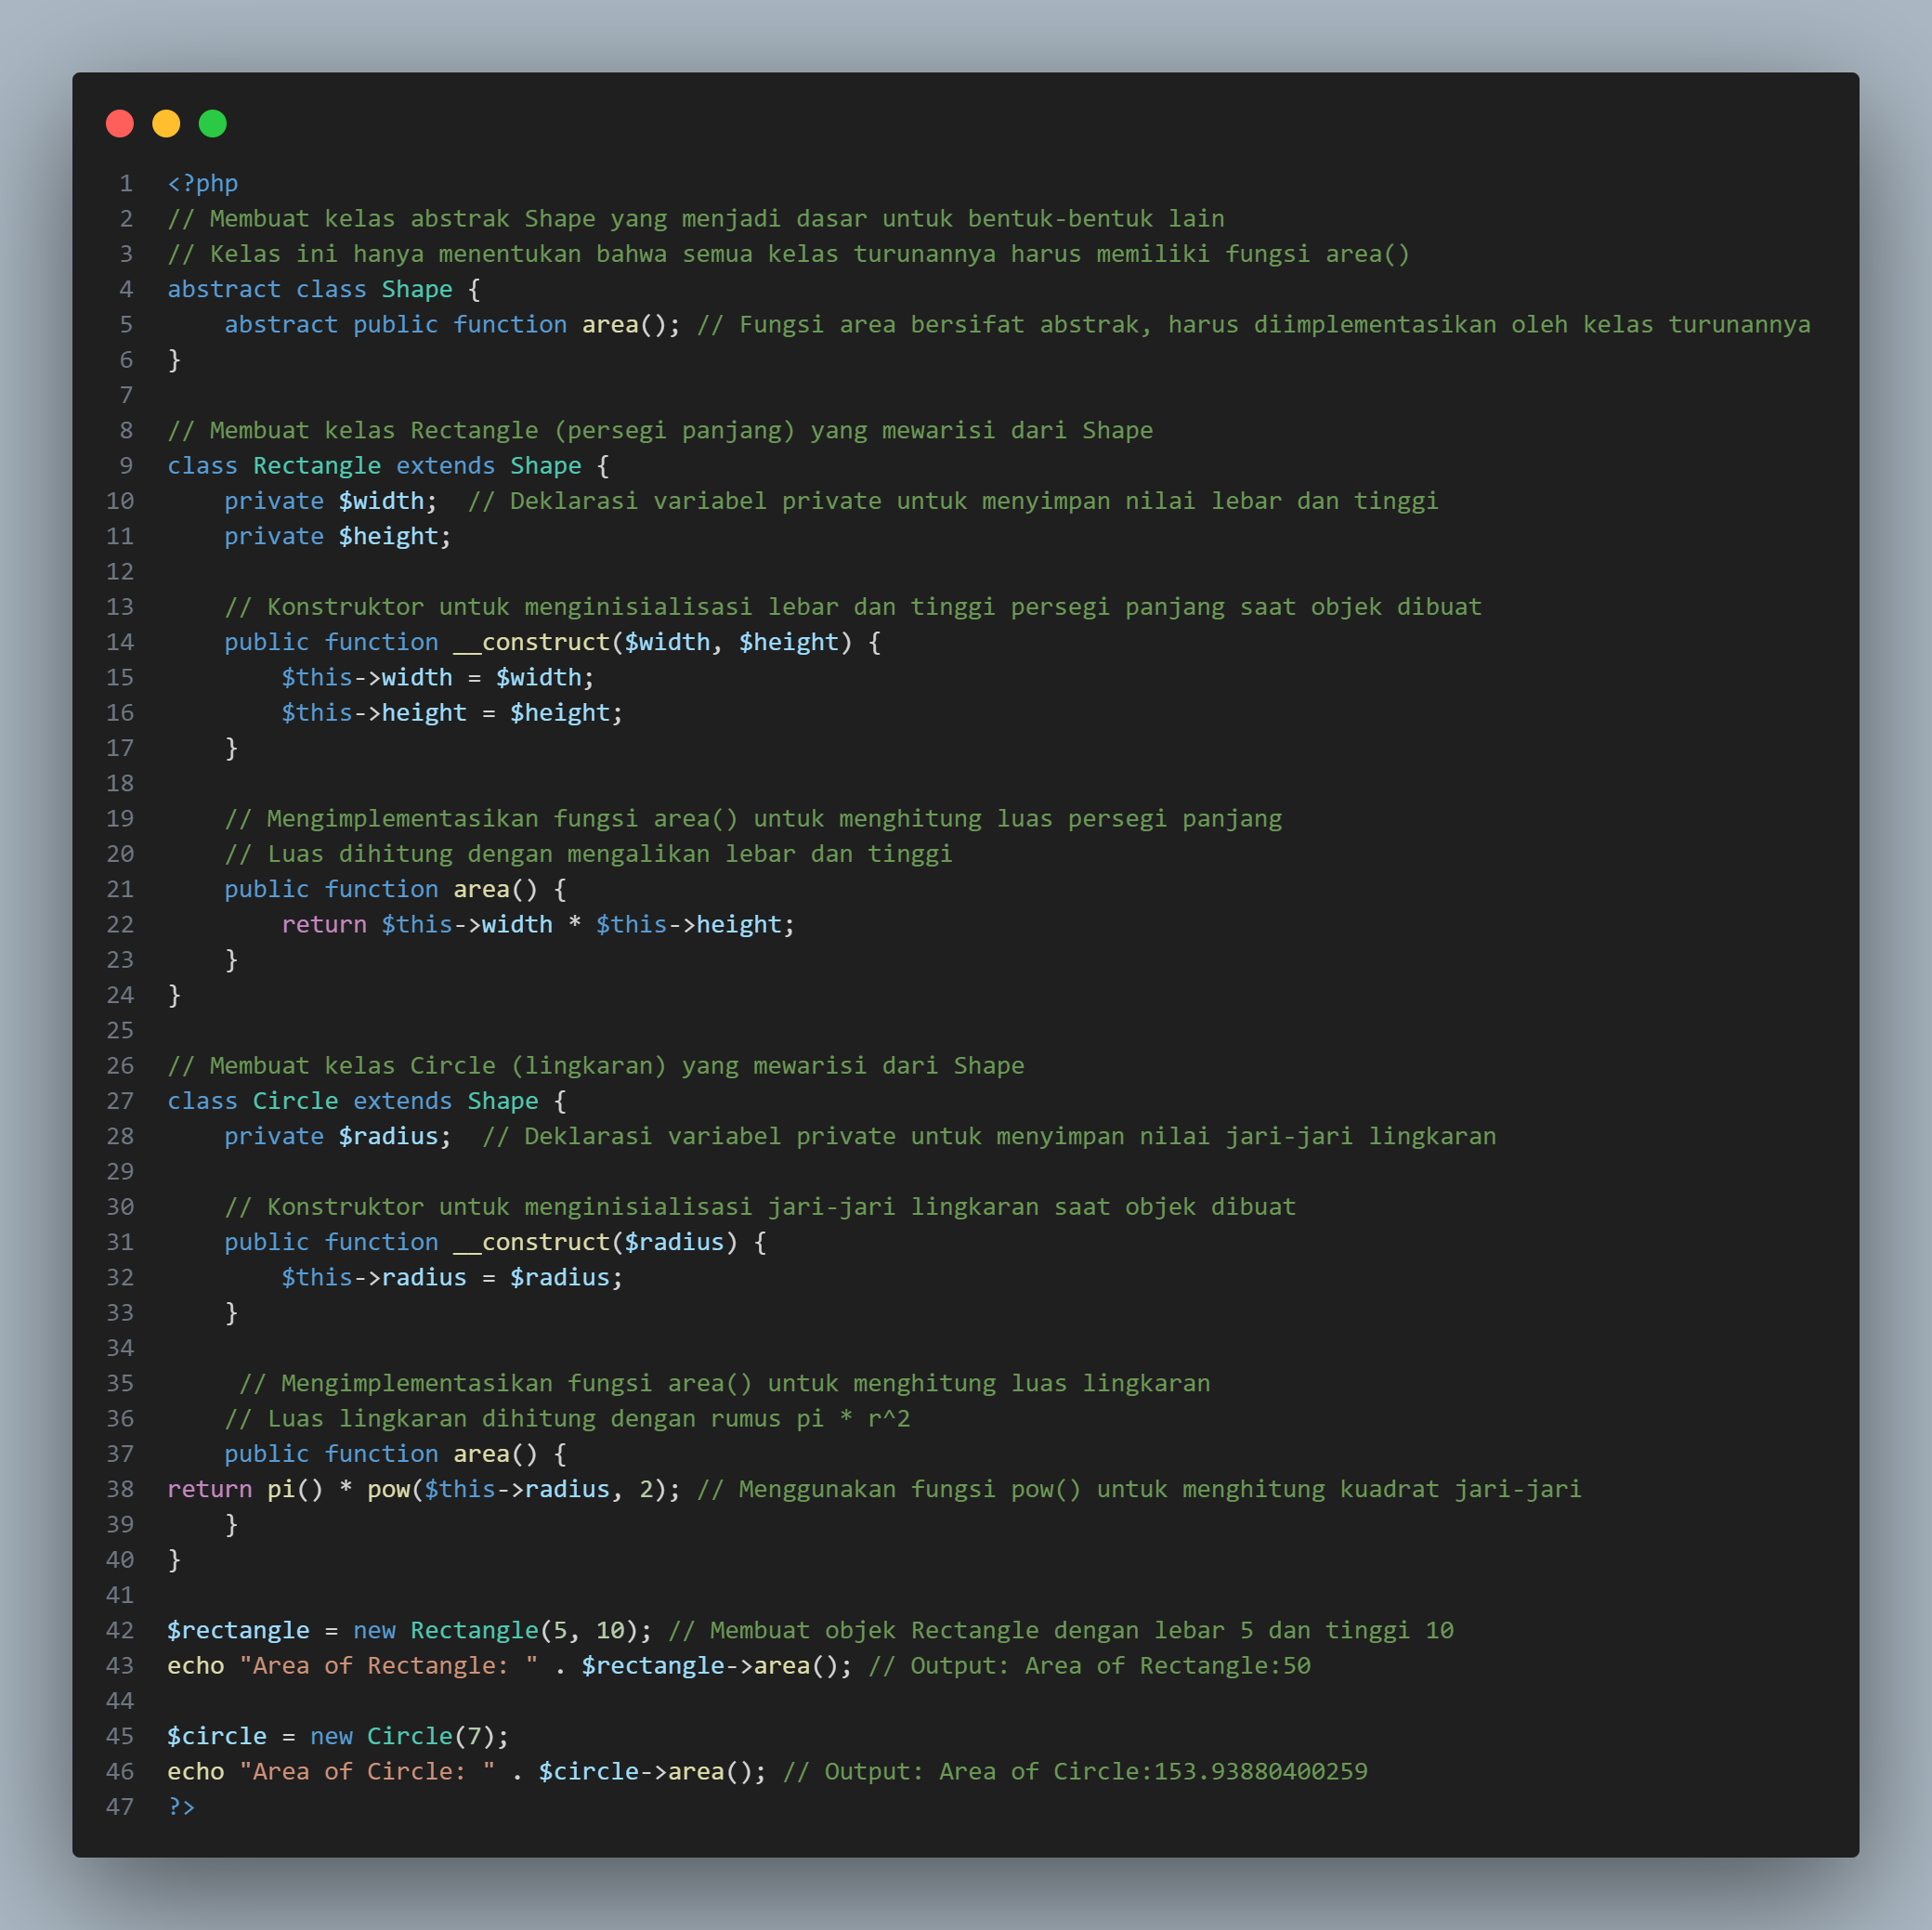 1 <?php
2 // Membuat kelas abstrak Shape yang menjadi dasar untuk bentuk-bentuk lain
3 // Kelas ini hanya menentukan bahwa semua kelas turunannya harus memiliki fungsi area()
4 abstract class Shape {
5     abstract public function area(); // Fungsi area bersifat abstrak, harus diimplementasikan oleh kelas turunannya
6 }
7
8 // Membuat kelas Rectangle (persegi panjang) yang mewarisi dari Shape
9 class Rectangle extends Shape {
10     private $width;  // Deklarasi variabel private untuk menyimpan nilai lebar dan tinggi
11     private $height;
12
13     // Konstruktor untuk menginisialisasi lebar dan tinggi persegi panjang saat objek dibuat
14     public function __construct($width, $height) {
15         $this->width = $width;
16         $this->height = $height;
17     }
18
19     // Mengimplementasikan fungsi area() untuk menghitung luas persegi panjang
20     // Luas dihitung dengan mengalikan lebar dan tinggi
21     public function area() {
22         return $this->width * $this->height;
23     }
24 }
25
26 // Membuat kelas Circle (lingkaran) yang mewarisi dari Shape
27 class Circle extends Shape {
28     private $radius;  // Deklarasi variabel private untuk menyimpan nilai jari-jari lingkaran
29
30     // Konstruktor untuk menginisialisasi jari-jari lingkaran saat objek dibuat
31     public function __construct($radius) {
32         $this->radius = $radius;
33     }
34
35      // Mengimplementasikan fungsi area() untuk menghitung luas lingkaran
36     // Luas lingkaran dihitung dengan rumus pi * r^2
37     public function area() {
38 return pi() * pow($this->radius, 2); // Menggunakan fungsi pow() untuk menghitung kuadrat jari-jari
39     }
40 }
41
42 $rectangle = new Rectangle(5, 10); // Membuat objek Rectangle dengan lebar 5 dan tinggi 10
43 echo "Area of Rectangle: " . $rectangle->area(); // Output: Area of Rectangle:50
44
45 $circle = new Circle(7);
46 echo "Area of Circle: " . $circle->area(); // Output: Area of Circle:153.93880400259
47 ?>